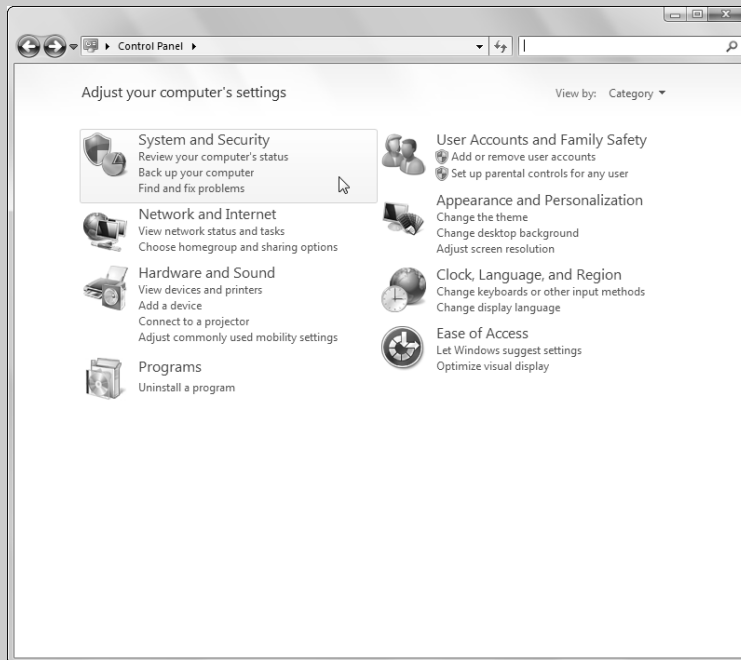 Control Panel
Adjust your computer's settings
View by: Category
System and Security
Review your computer's status
Back up your computer
Find and fix problems
Network and Internet
View network status and tasks
Choose homegroup and sharing options
Hardware and Sound
View devices and printers
Add a device
Connect to a projector
Adjust commonly used mobility settings
Programs
Uninstall a program
User Accounts and Family Safety
Add or remove user accounts
Set up parental controls for any user
Appearance and Personalization
Change the theme
Change desktop background
Adjust screen resolution
Clock, Language, and Region
Change keyboards or other input methods
Change display language
Ease of Access
Let Windows suggest settings
Optimize visual display